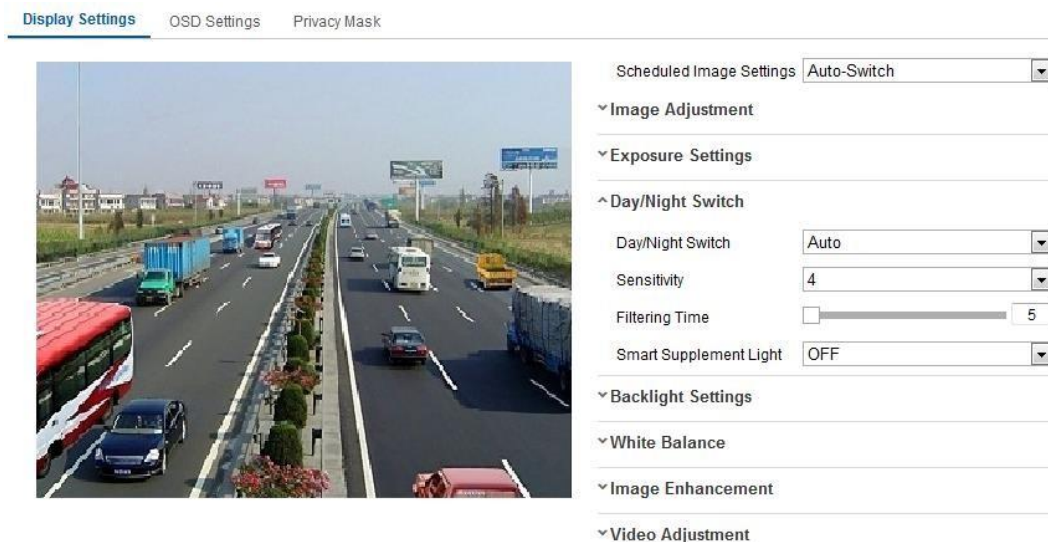 Display Settings OSD Settings Privacy Mask
Scheduled Image Settings Auto-Switch
Image Adjustment
Exposure Settings
Day/Night Switch
Day/Night Switch Auto
Sensitivity 4
Filtering Time 5
Smart Supplement Light OFF
Backlight Settings
White Balance
Image Enhancement
Video Adjustment